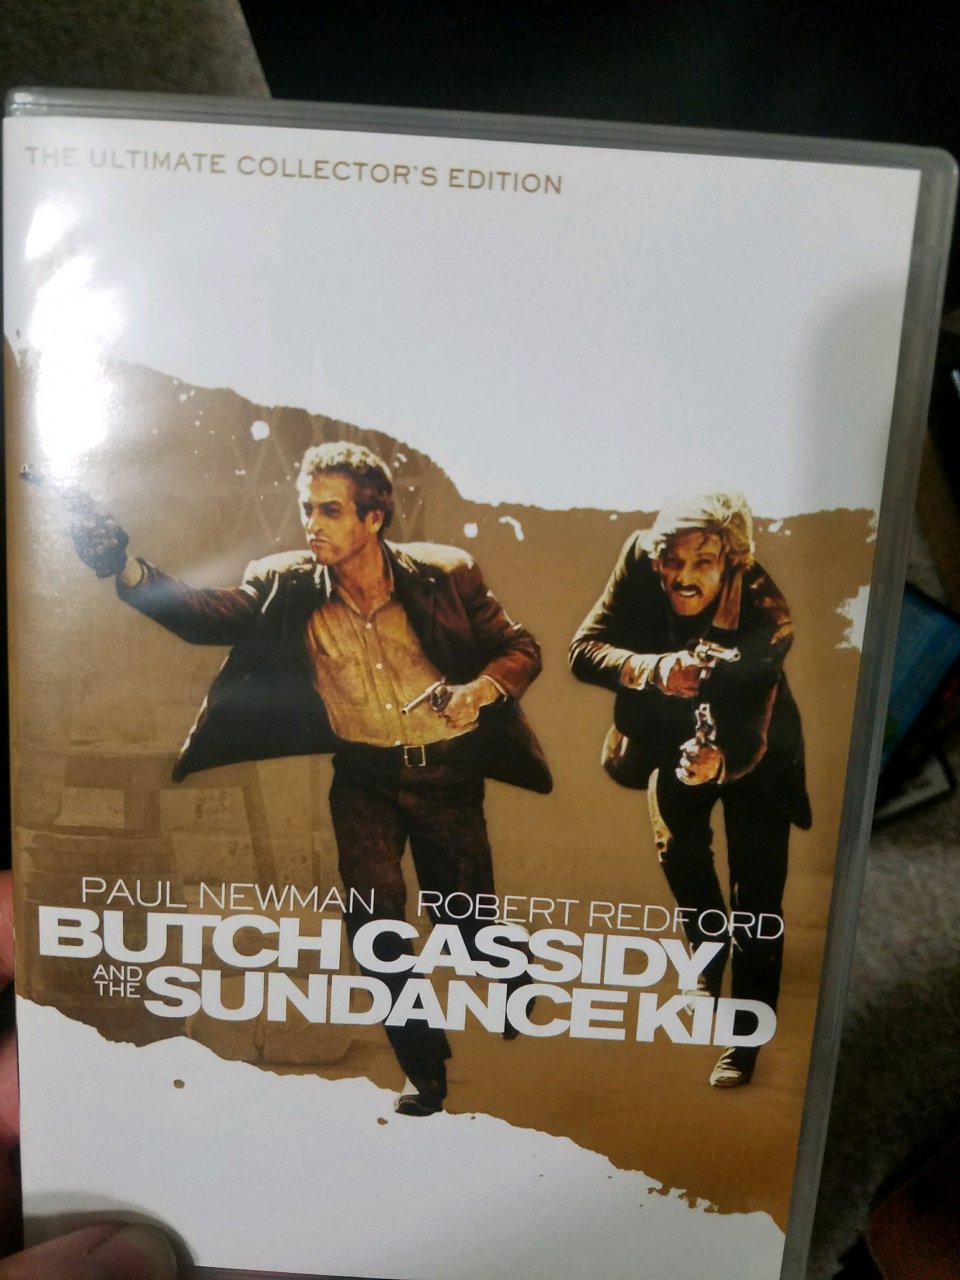 THE ULTIMATE COLLECTOR'S EDITION
PAUL NEWMAN ROBERT REDFORD
BUTCH CASSIDY
AND THE SUNDANCE KID